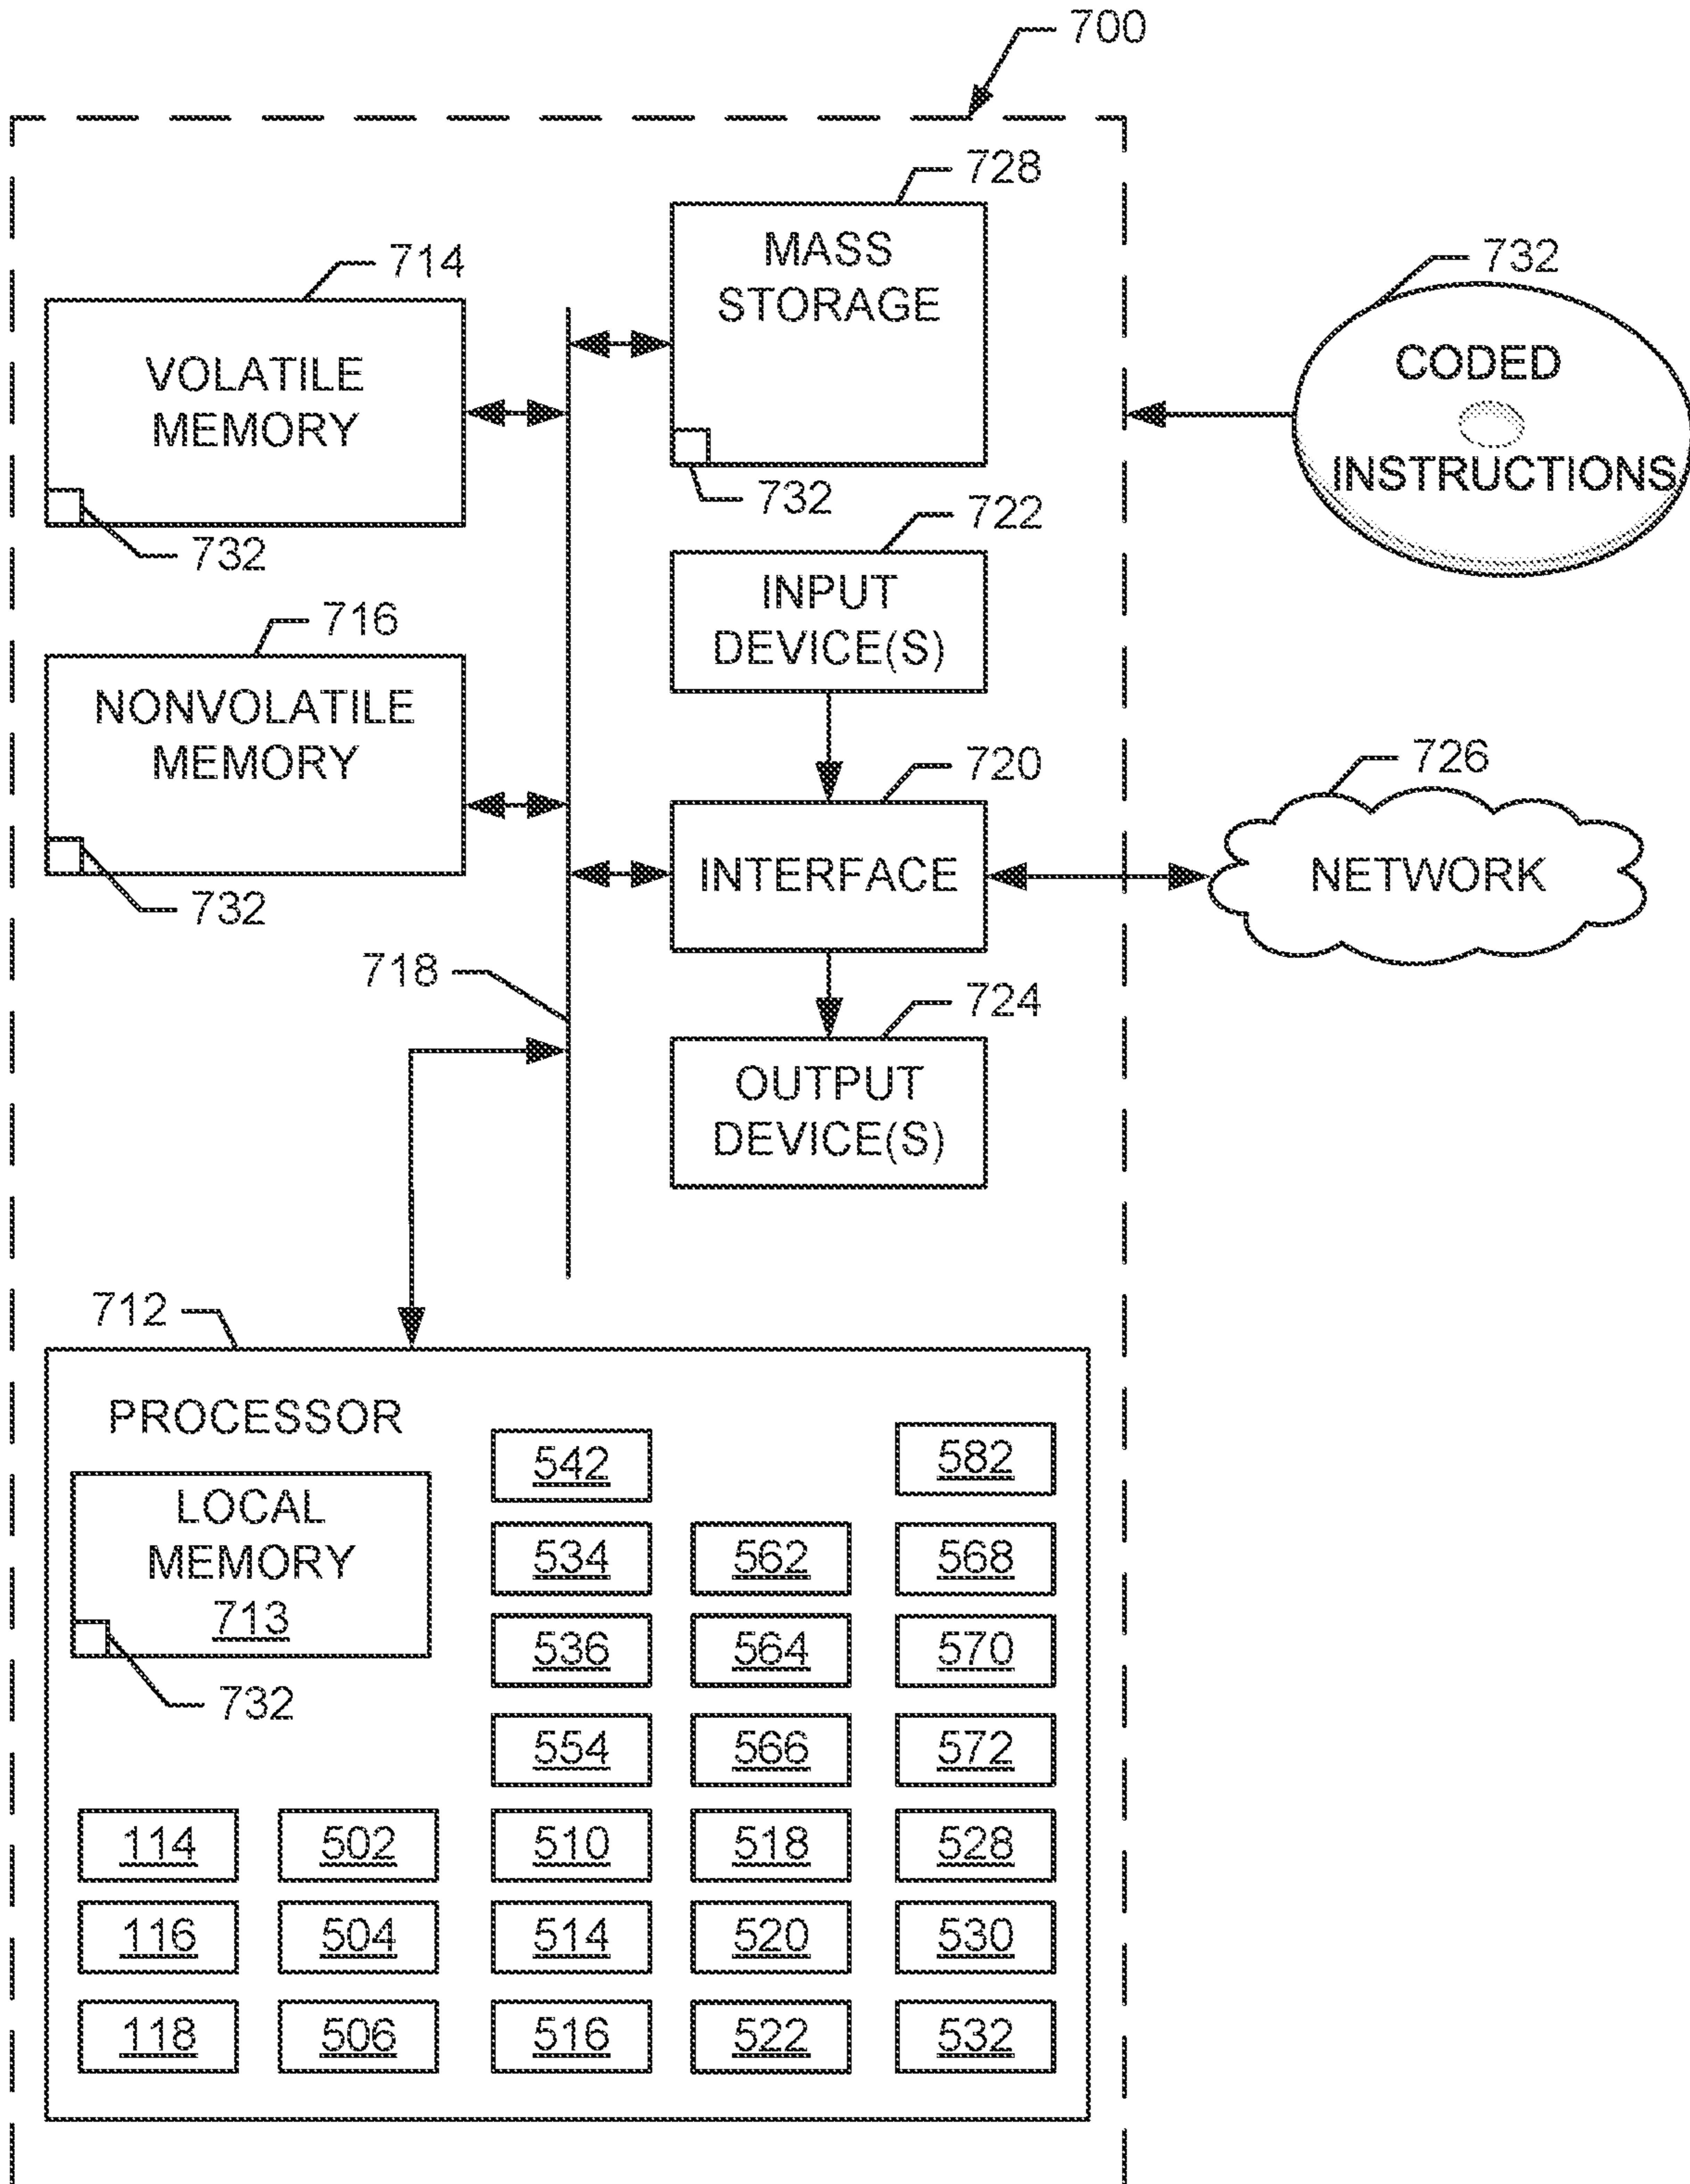 700
728
MASS
STORAGE
714
VOLATILE
MEMORY
732
CODED
INSTRUCTIONS
732
732
722
INPUT
DEVICE(S)
716
NONVOLATILE
MEMORY
732
720
INTERFACE
726
NETWORK
718
724
OUTPUT
DEVICE(S)
712
PROCESSOR
LOCAL
MEMORY
713
732
542
582
534
562
568
536
564
570
554
566
572
114
502
510
518
528
116
504
514
520
530
118
506
516
522
532